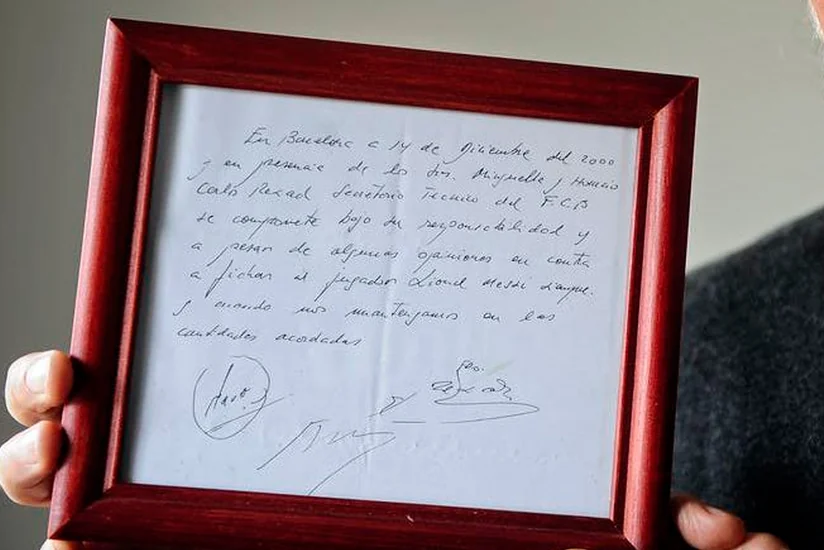 En Barcelona a 14 de Diciembre del 2000
y en presencia de los Srs. Minguella y Horacio
Carlos Rexach Secretario Tecnico del F.C.B
se compromete bajo su responsabilidad y
a pesar de algunas opiniones en contra
a fichar al jugador Lionel Messi siempre
y cuando nos mantengamos en las
cantidades acordadas